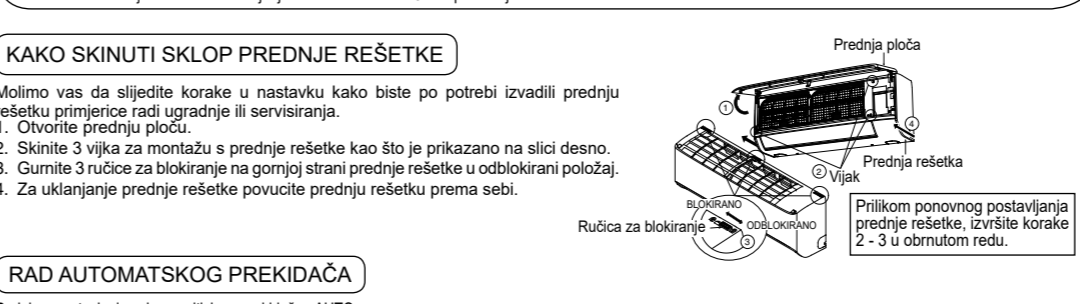 KAKO SKINUTI SKLOP PREDNJE REŠETKE
Molimo vas da slijedite korake u nastavku kako biste po potrebi izvadili prednju
rešetku primjerice radi ugradnje ili servisiranja.
1. Otvorite prednju ploču.
2. Skinite 3 vijka za montažu s prednje rešetke kao što je prikazano na slici desno.
3. Gurnite 3 ručice za blokiranje na gornjoj strani prednje rešetke u odblokirani položaj.
4. Za uklanjanje prednje rešetke povucite prednju rešetku prema sebi.
Prednja ploča
1
4
Prednja rešetka
2
Vijak
BLOKIRANO
ODBLOKIRANO
Ručica za blokiranje
3
Prilikom ponovnog postavljanja
prednje rešetke, izvršite korake
2 - 3 u obrnutom redu.
RAD AUTOMATSKOG PREKIDAČA